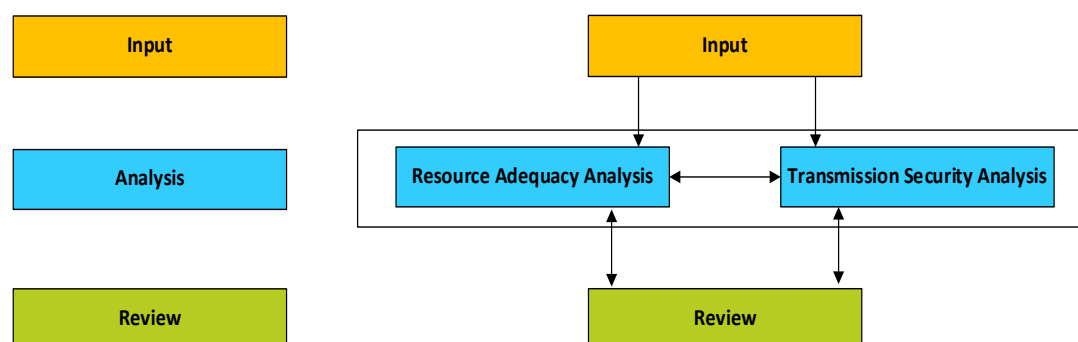 Input
Input
Analysis
Resource Adequacy Analysis
Transmission Security Analysis
Review
Review